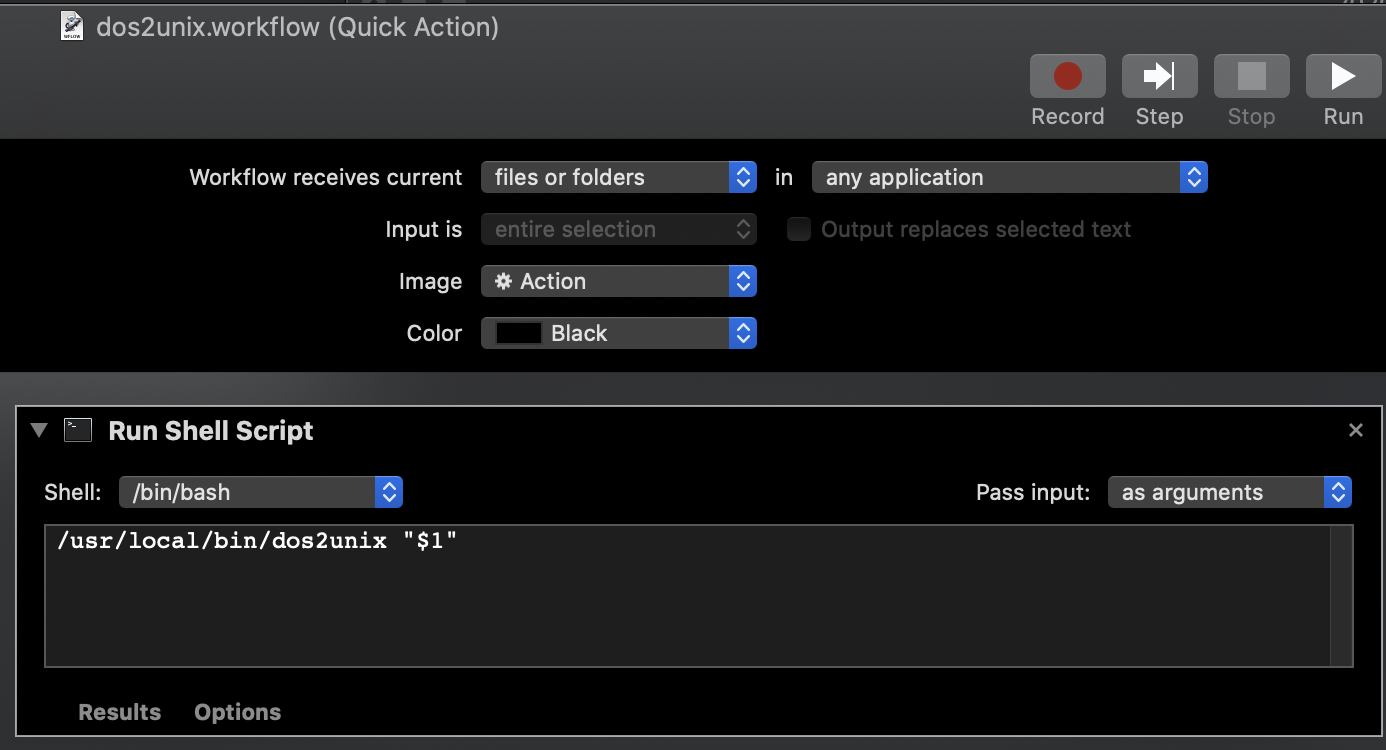 dos2unix.workflow (Quick Action)
Record Step Stop Run
Workflow receives current files or folders in any application
Input is entire selection Output replaces selected text
Image Action
Color Black
Run Shell Script
Shell: /bin/bash Pass input: as arguments
/usr/local/bin/dos2unix "$1"
Results Options